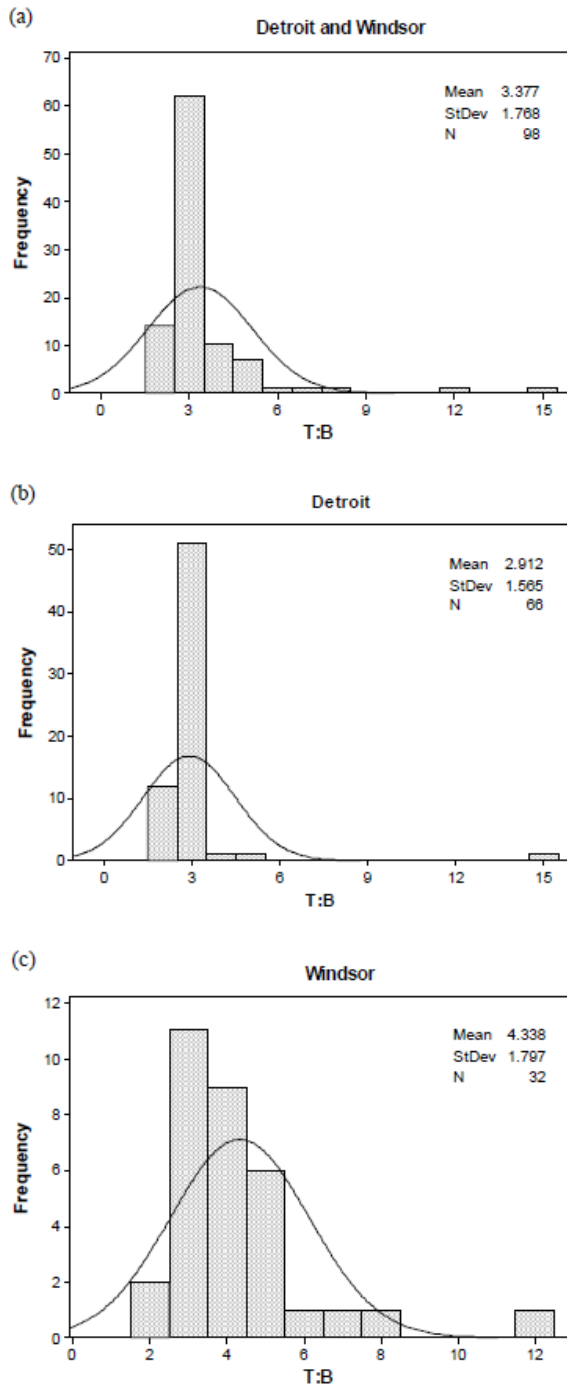 (a)
Detroit and Windsor
70
60
50
40
30
20
10
0
Frequency
Mean 3.377
StDev 1.768
N 98
0 3 6 9 12 15
T:B
(b)
Detroit
50
40
30
20
10
0
Frequency
Mean 2.912
StDev 1.565
N 66
0 3 6 9 12 15
T:B
(c)
Windsor
12
10
8
6
4
2
0
Frequency
Mean 4.338
StDev 1.797
N 32
0 2 4 6 8 10 12
T:B